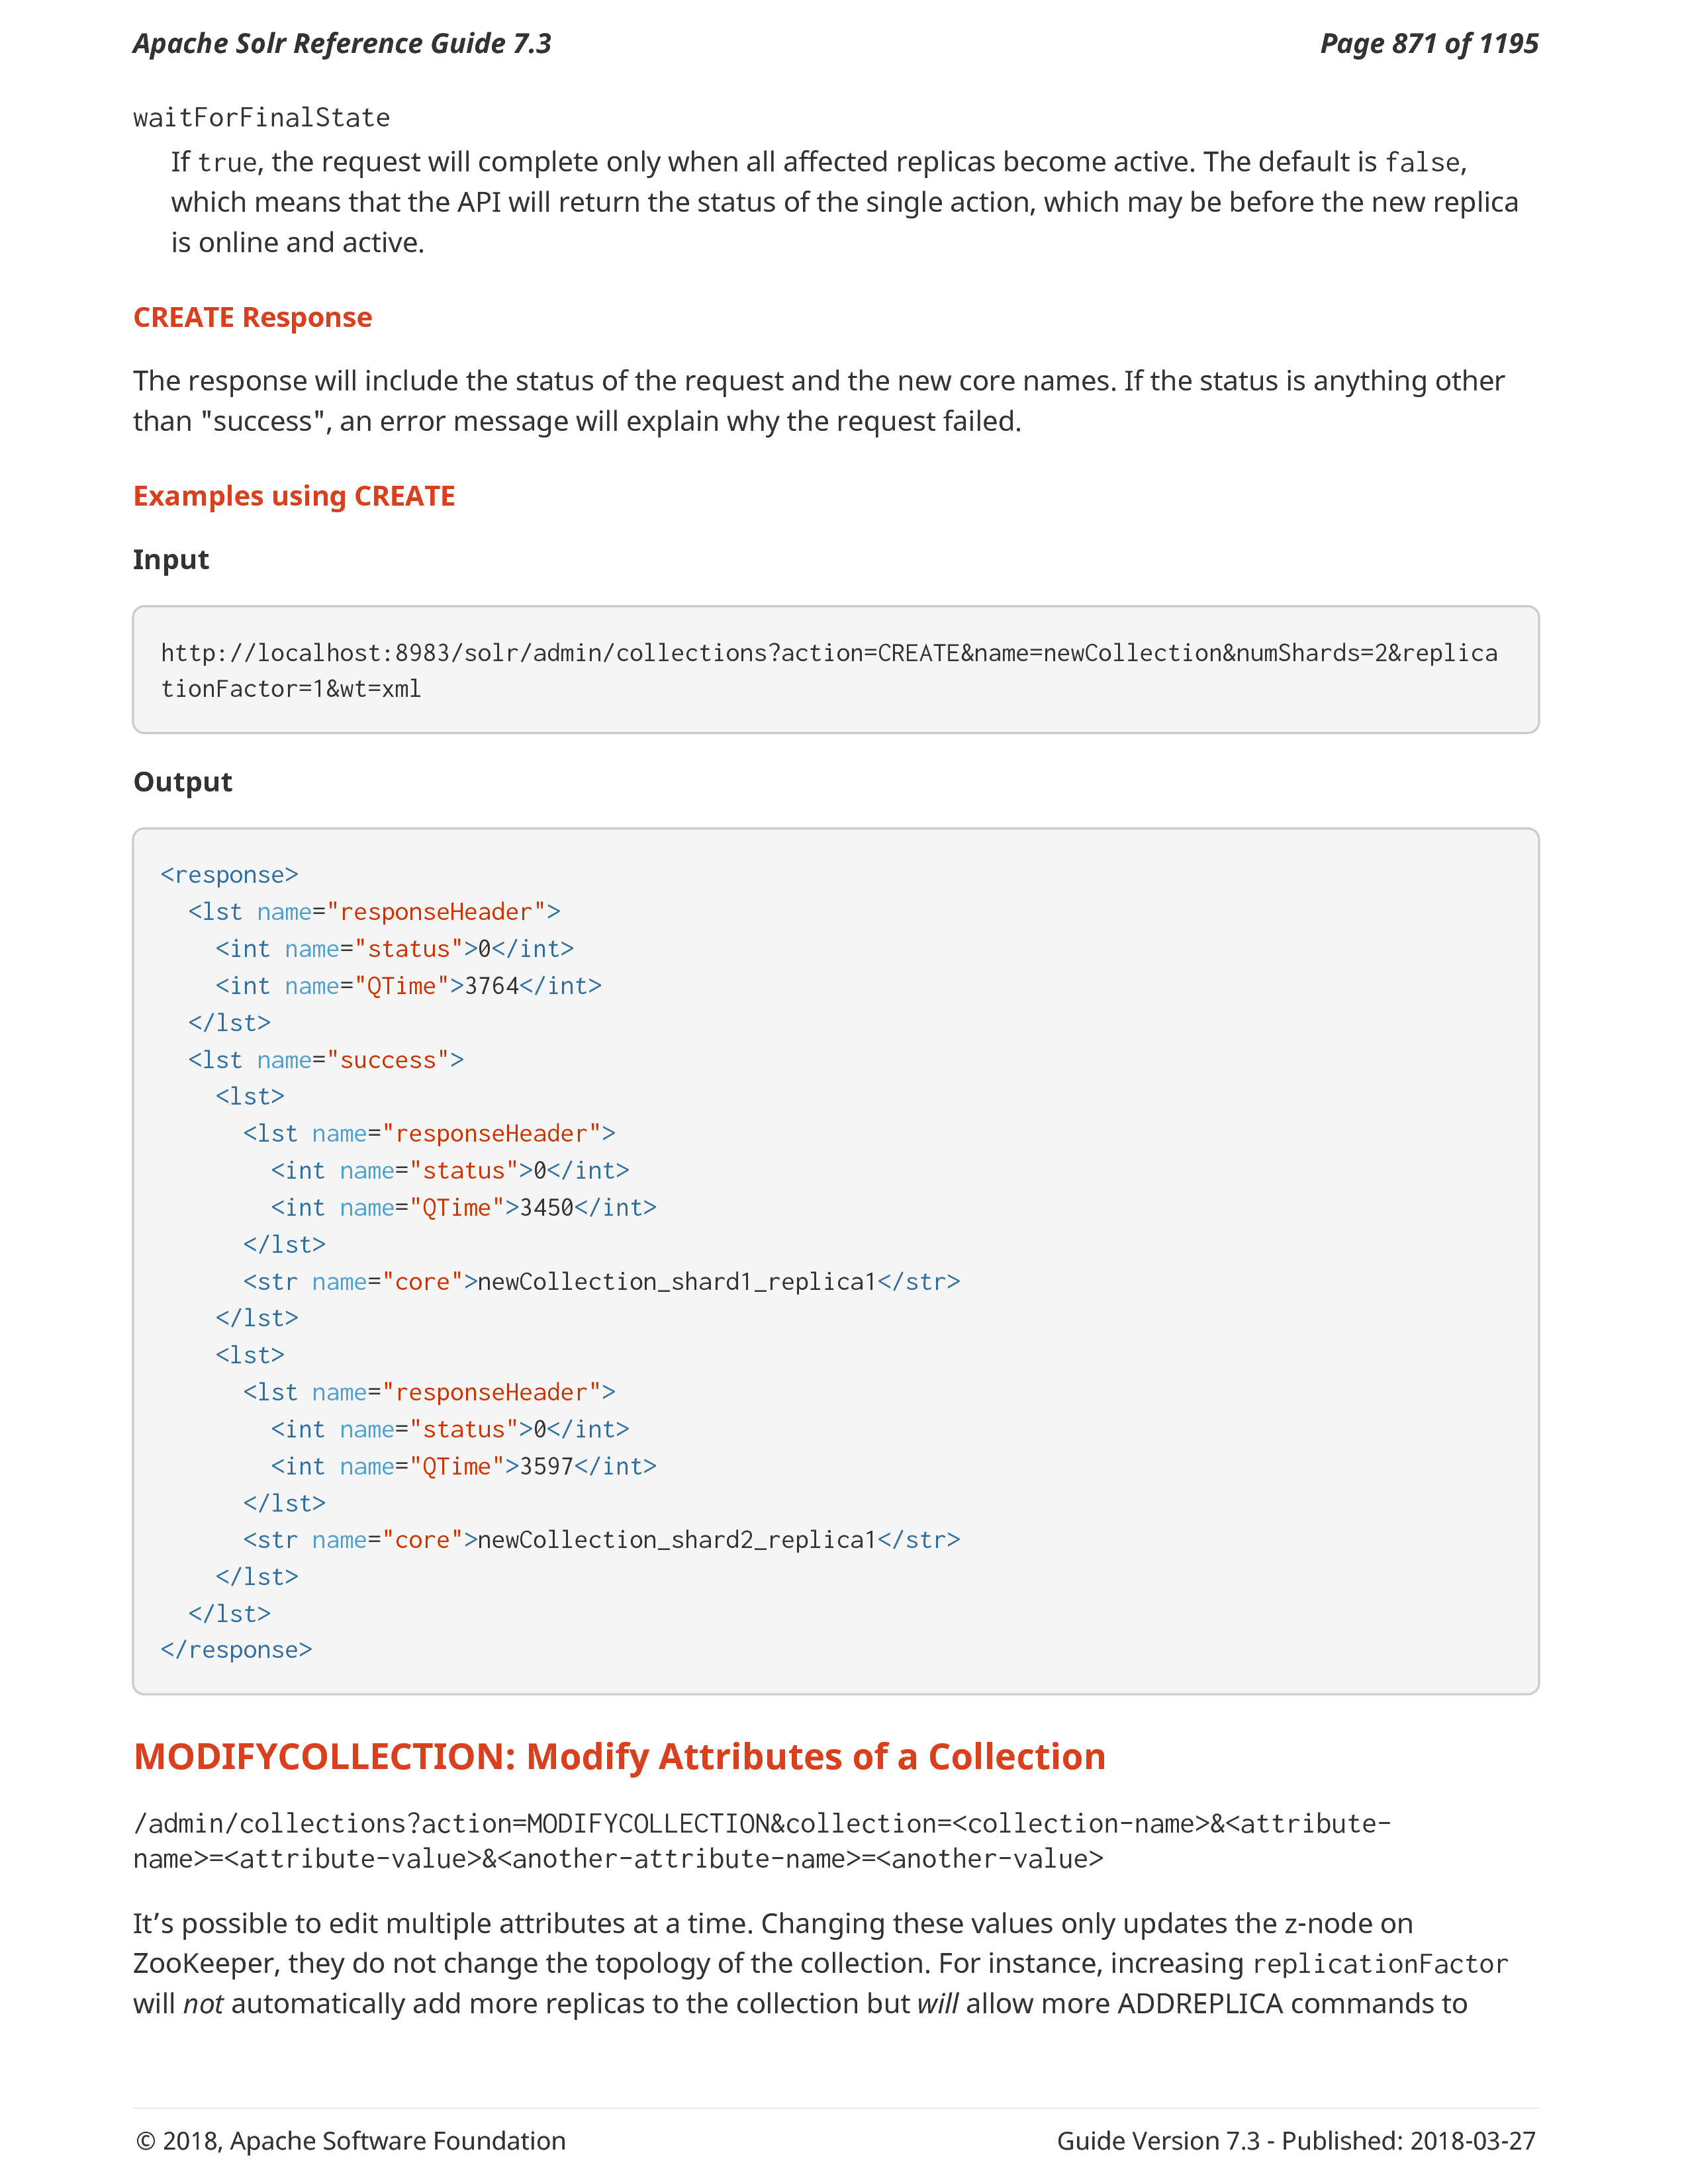 Apache Solr Reference Guide 7.3 Page 871 of 1195
waitForFinalState
If true, the request will complete only when all affected replicas become active. The default is false,
which means that the API will return the status of the single action, which may be before the new replica
is online and active.
CREATE Response
The response will include the status of the request and the new core names. If the status is anything other
than "success", an error message will explain why the request failed.
Examples using CREATE
Input
http://localhost:8983/solr/admin/collections?action=CREATE&name=newCollection&numShards=2&replica
tionFactor=1&wt=xml
Output
<response>
  <lst name="responseHeader">
    <int name="status">0</int>
    <int name="QTime">3764</int>
  </lst>
  <lst name="success">
    <lst>
      <lst name="responseHeader">
        <int name="status">0</int>
        <int name="QTime">3450</int>
      </lst>
      <str name="core">newCollection_shard1_replica1</str>
    </lst>
    <lst>
      <lst name="responseHeader">
        <int name="status">0</int>
        <int name="QTime">3597</int>
      </lst>
      <str name="core">newCollection_shard2_replica1</str>
    </lst>
  </lst>
</response>
MODIFYCOLLECTION: Modify Attributes of a Collection
/admin/collections?action=MODIFYCOLLECTION&collection=<collection-name>&<attribute-
name>=<attribute-value>&<another-attribute-name>=<another-value>
It’s possible to edit multiple attributes at a time. Changing these values only updates the z-node on
ZooKeeper, they do not change the topology of the collection. For instance, increasing replicationFactor
will not automatically add more replicas to the collection but will allow more ADDREPLICA commands to
© 2018, Apache Software Foundation Guide Version 7.3 - Published: 2018-03-27